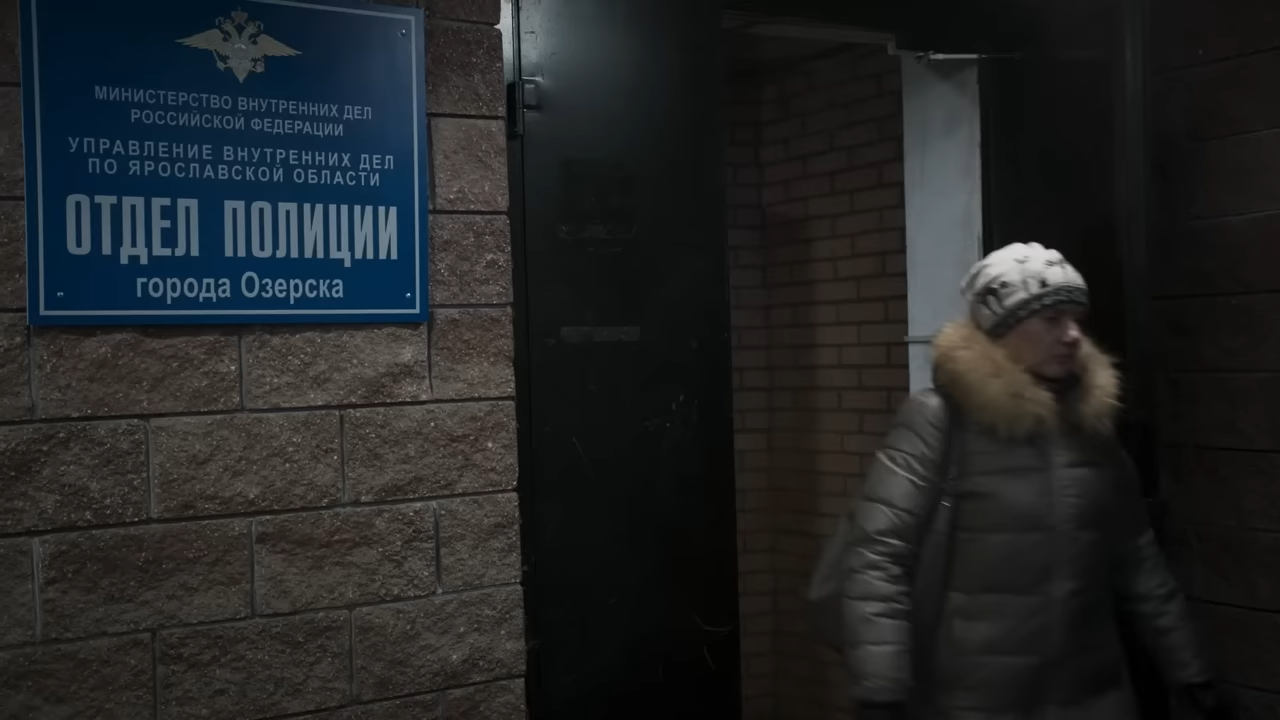 МИНИСТЕРСТВО ВНУТРЕННИХ ДЕЛ
РОССИЙСКОЙ ФЕДЕРАЦИИ
УПРАВЛЕНИЕ ВНУТРЕННИХ ДЕЛ
ПО ЯРОСЛАВСКОЙ ОБЛАСТИ
ОТДЕЛ ПОЛИЦИИ
города Озерска